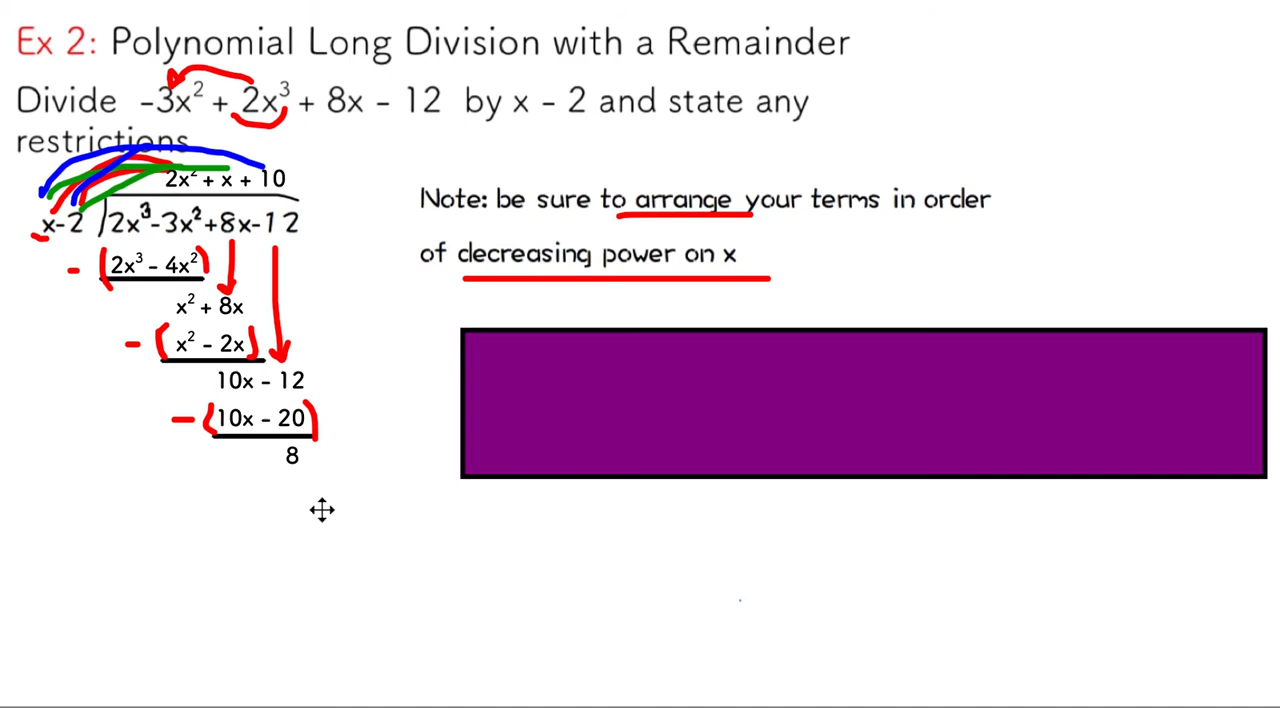 Ex 2: Polynomial Long Division with a Remainder
Divide -3x² + 2x³ + 8x - 12 by x - 2 and state any
restrictions
2x² + x + 10
x-2 2x³-3x²+8x-12
- (2x³ - 4x²)
x² + 8x
- (x² - 2x)
10x - 12
- (10x - 20)
8
Note: be sure to arrange your terms in order
of decreasing power on x